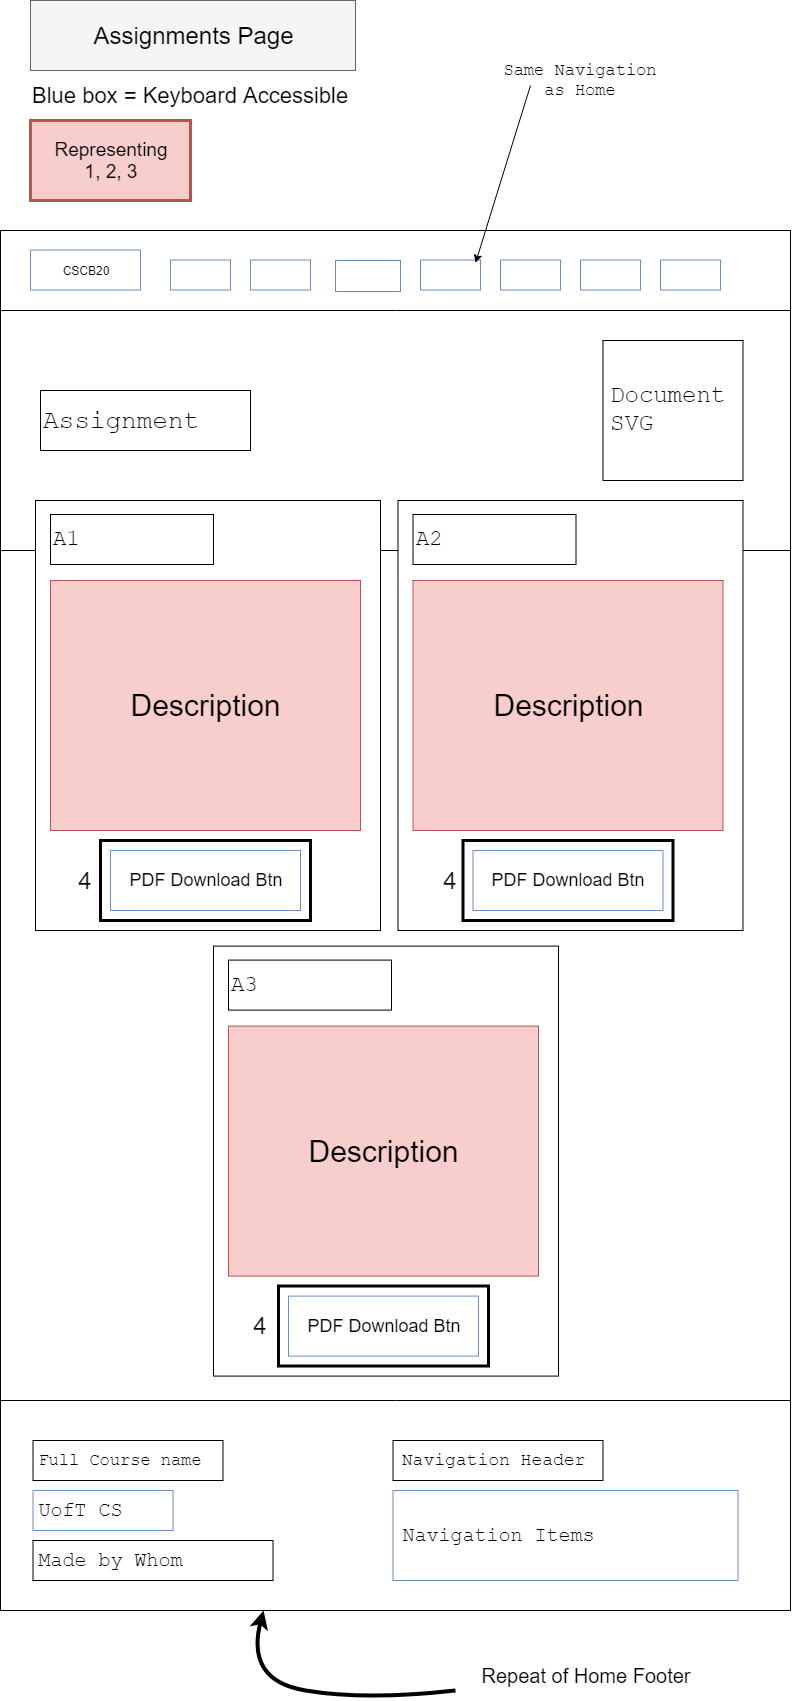 Assignments Page
Blue box = Keyboard Accessible
Representing
1, 2, 3
Same Navigation
as Home
CSCB20
Assignment
Document
SVG
A1
A2
Description
Description
4
PDF Download Btn
4
PDF Download Btn
A3
Description
4
PDF Download Btn
Full Course name
Navigation Header
UofT CS
Navigation Items
Made by Whom
Repeat of Home Footer